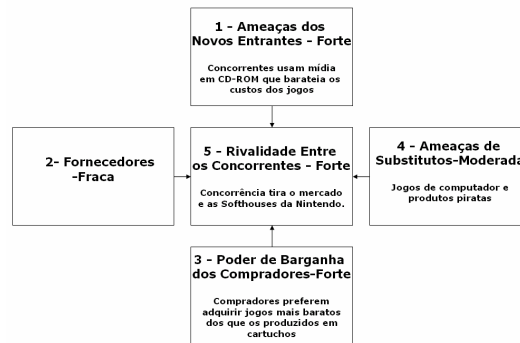 1 - Ameaças dos
Novos Entrantes - Forte
Concorrentes usam mídia
em CD-ROM que barateia os
custos dos jogos
2- Fornecedores
-Fraca
5 - Rivalidade Entre
os Concorrentes - Forte
Concorrência tira o mercado
e as Softhouses da Nintendo.
4 - Ameaças de
Substitutos-Moderada
Jogos de computador e
produtos piratas
3 - Poder de Barganha
dos Compradores-Forte
Compradores preferem
adquirir jogos mais baratos
dos que os produzidos em
cartuchos